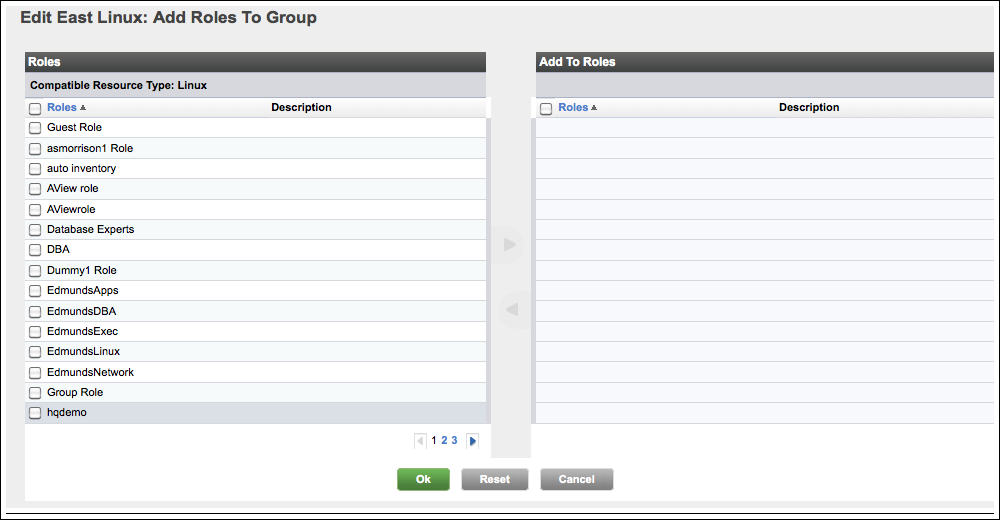 Edit East Linux: Add Roles To Group
Roles
Compatible Resource Type: Linux
Roles Description
Guest Role
asmorrison1 Role
auto inventory
AView role
AViewrole
Database Experts
DBA
Dummy1 Role
EdmundsApps
EdmundsDBA
EdmundsExec
EdmundsLinux
EdmundsNetwork
Group Role
hqdemo
1 2 3
Add To Roles
Roles Description
Ok Reset Cancel